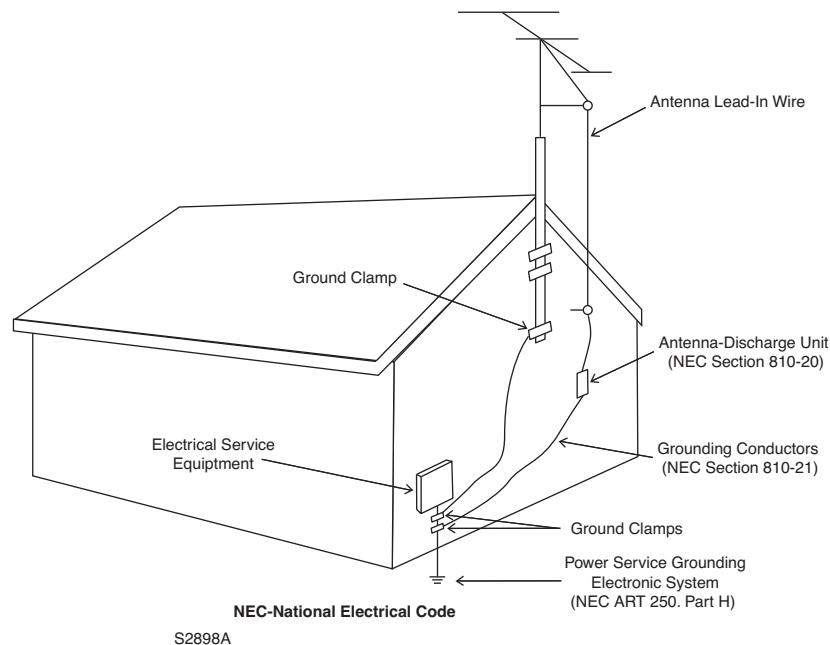 Antenna Lead-In Wire
Ground Clamp
Antenna-Discharge Unit
(NEC Section 810-20)
Electrical Service
Equiptment
Grounding Conductors
(NEC Section 810-21)
Ground Clamps
Power Service Grounding
Electronic System
(NEC ART 250. Part H)
NEC-National Electrical Code
S2898A